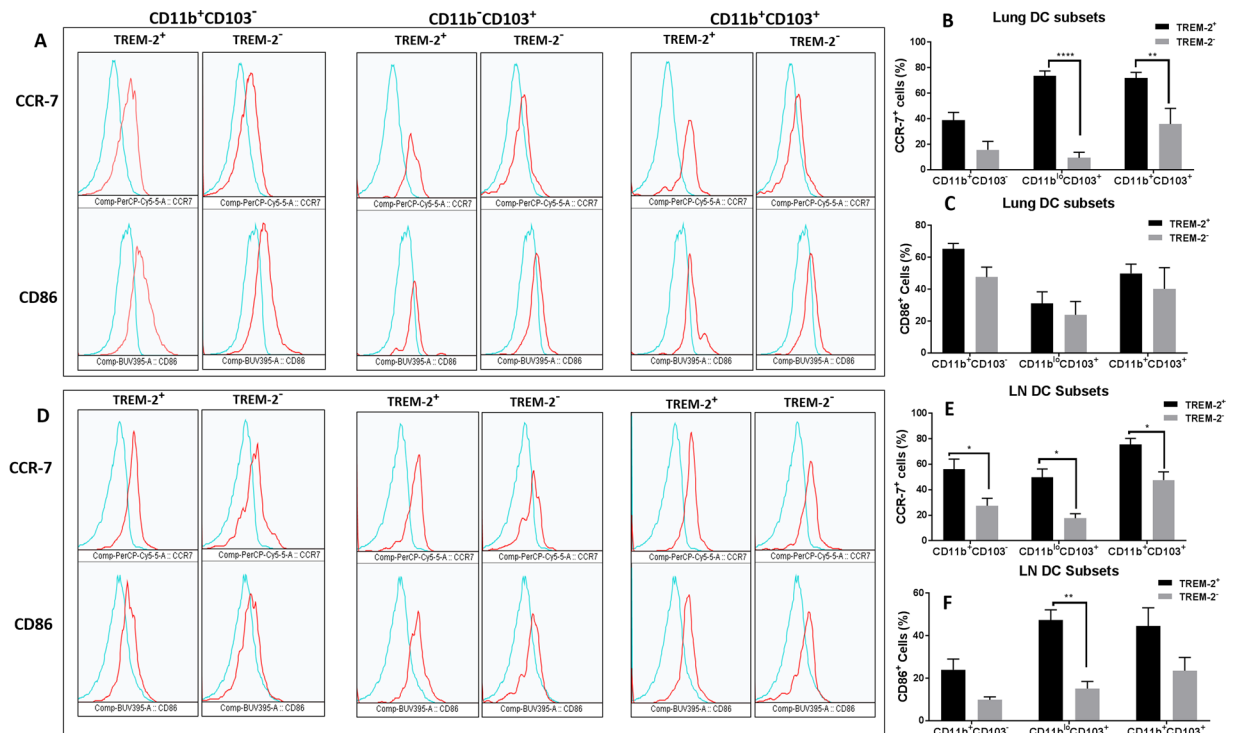 CD11b⁺CD103⁻ CD11b⁻CD103⁺ CD11b⁺CD103⁺
A
TREM-2⁺ TREM-2⁻ TREM-2⁺ TREM-2⁻ TREM-2⁺ TREM-2⁻
CCR-7
Comp-PerCP-Cy5-5-A :: CCR7 Comp-PerCP-Cy5-5-A :: CCR7 Comp-PerCP-Cy5-5-A :: CCR7 Comp-PerCP-Cy5-5-A :: CCR7 Comp-PerCP-Cy5-5-A :: CCR7 Comp-PerCP-Cy5-5-A :: CCR7
CD86
Comp-BUV395-A :: CD86 Comp-BUV395-A :: CD86 Comp-BUV395-A :: CD86 Comp-BUV395-A :: CD86 Comp-BUV395-A :: CD86 Comp-BUV395-A :: CD86
B
Lung DC subsets
TREM-2⁺
TREM-2⁻
CCR-7⁺ cells (%)
100
80
60
40
20
0
**** **
CD11b⁺CD103⁻ CD11b^loCD103⁺ CD11b⁺CD103⁺
C
Lung DC subsets
TREM-2⁺
TREM-2⁻
CD86⁺ Cells (%)
80
60
40
20
0
CD11b⁺CD103⁻ CD11b^loCD103⁺ CD11b⁺CD103⁺
D
TREM-2⁺ TREM-2⁻ TREM-2⁺ TREM-2⁻ TREM-2⁺ TREM-2⁻
CCR-7
Comp-PerCP-Cy5-5-A :: CCR7 Comp-PerCP-Cy5-5-A :: CCR7 Comp-PerCP-Cy5-5-A :: CCR7 Comp-PerCP-Cy5-5-A :: CCR7 Comp-PerCP-Cy5-5-A :: CCR7 Comp-PerCP-Cy5-5-A :: CCR7
CD86
Comp-BUV395-A :: CD86 Comp-BUV395-A :: CD86 Comp-BUV395-A :: CD86 Comp-BUV395-A :: CD86 Comp-BUV395-A :: CD86 Comp-BUV395-A :: CD86
E
LN DC Subsets
TREM-2⁺
TREM-2⁻
CCR-7⁺ cells (%)
100
80
60
40
20
0
* * *
CD11b⁺CD103⁻ CD11b^loCD103⁺ CD11b⁺CD103⁺
F
LN DC Subsets
TREM-2⁺
TREM-2⁻
CD86⁺ Cells (%)
60
40
20
0
**
CD11b⁺CD103⁻ CD11b^loCD103⁺ CD11b⁺CD103⁺